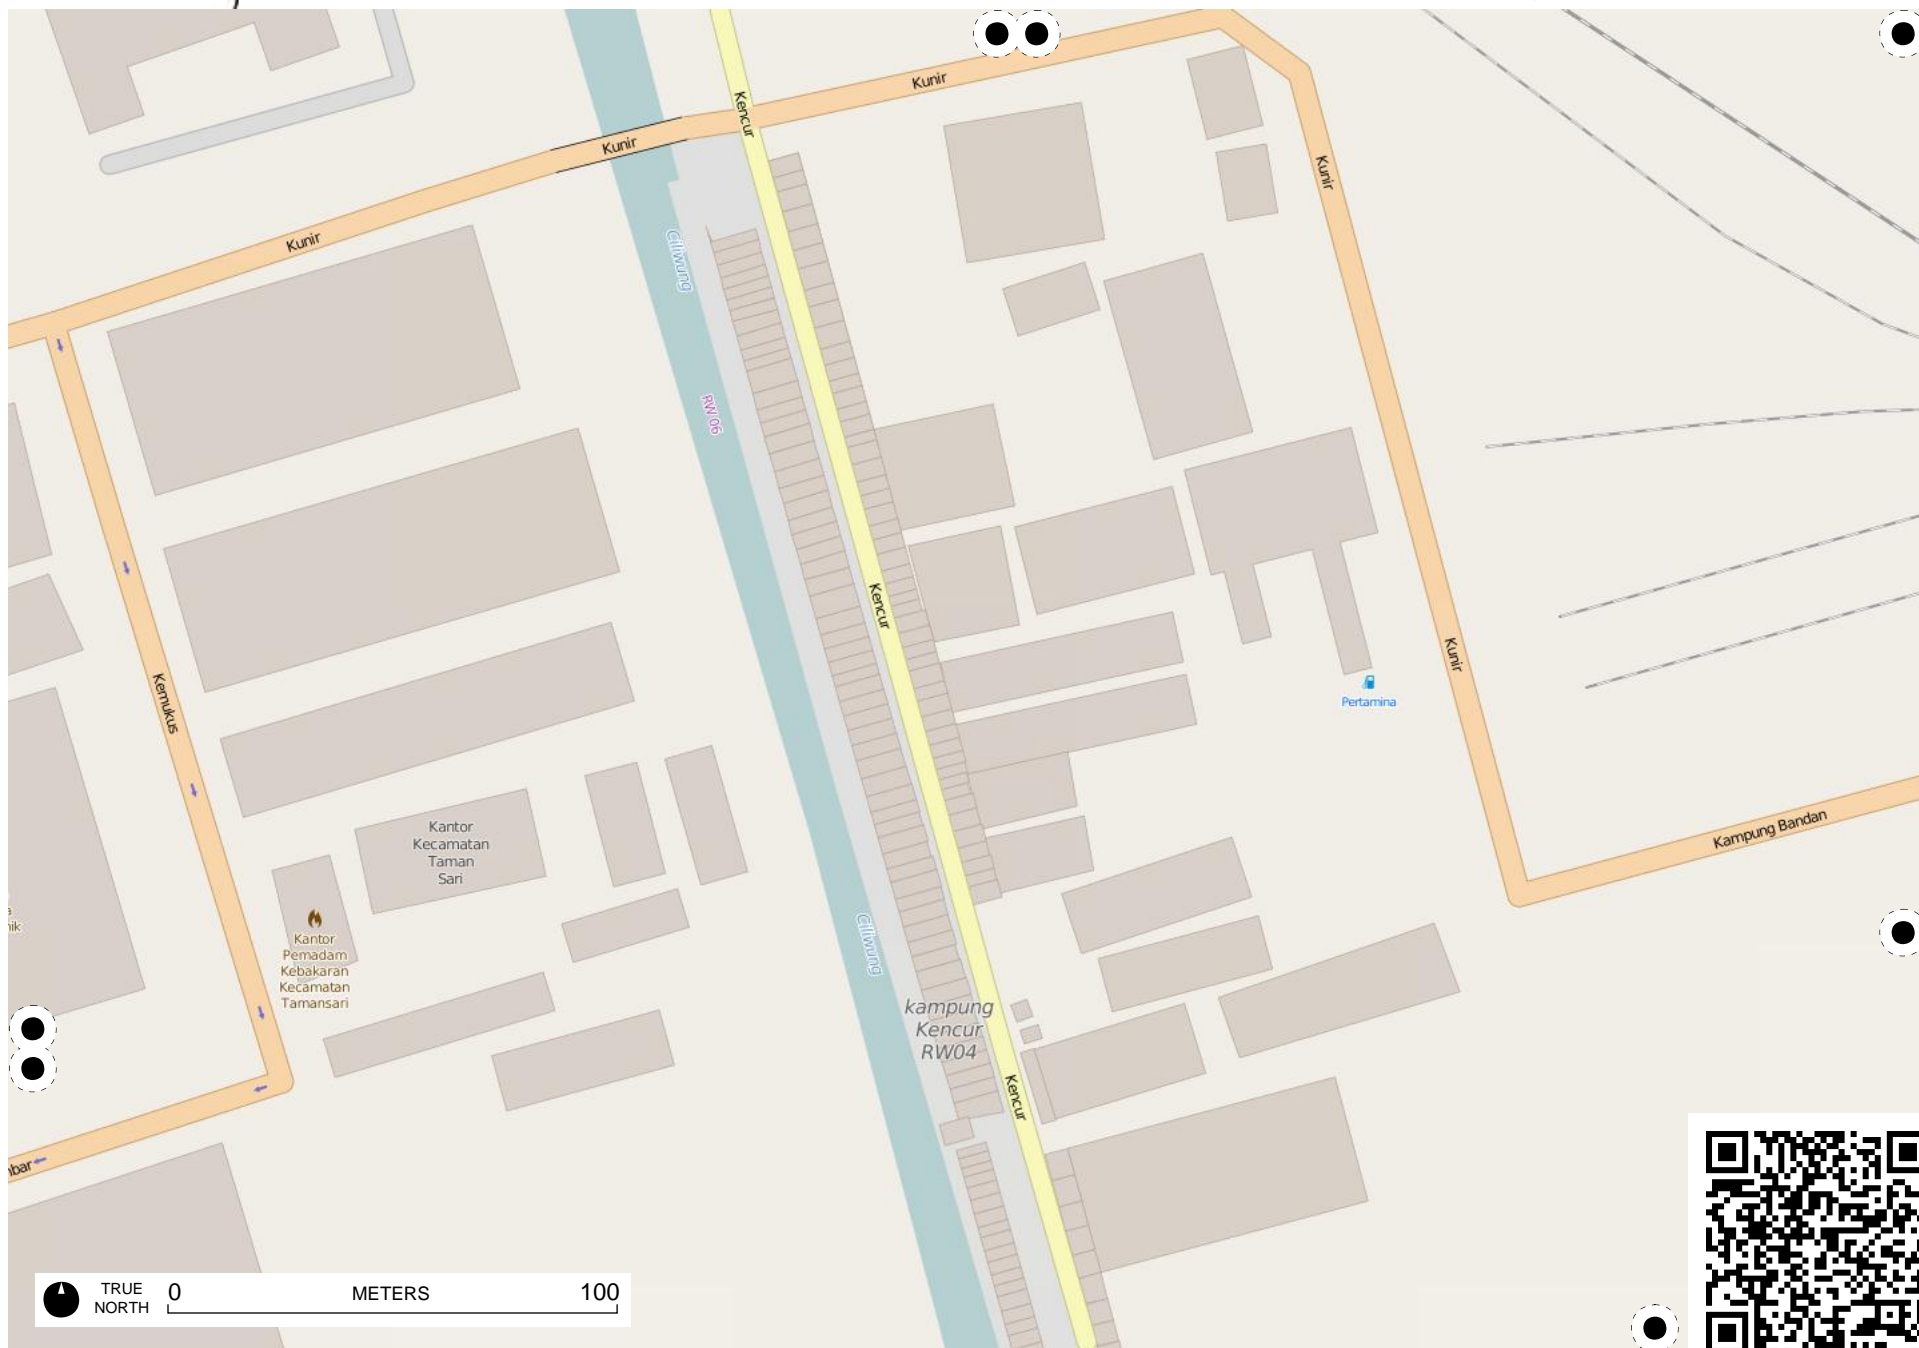 Kunir
Kencur
Kunir
Kunir
Kunir
Ciliwung
RW 06
Kencur
Kemukus
Kunir
Pertamina
Kantor
Kecamatan
Taman
Sari
Kampung Bandan
Kantor
Pemadam
Kebakaran
Kecamatan
Tamansari
Ciliwung
kampung
Kencur
RW04
Kencur
TRUE
NORTH
0 METERS 100